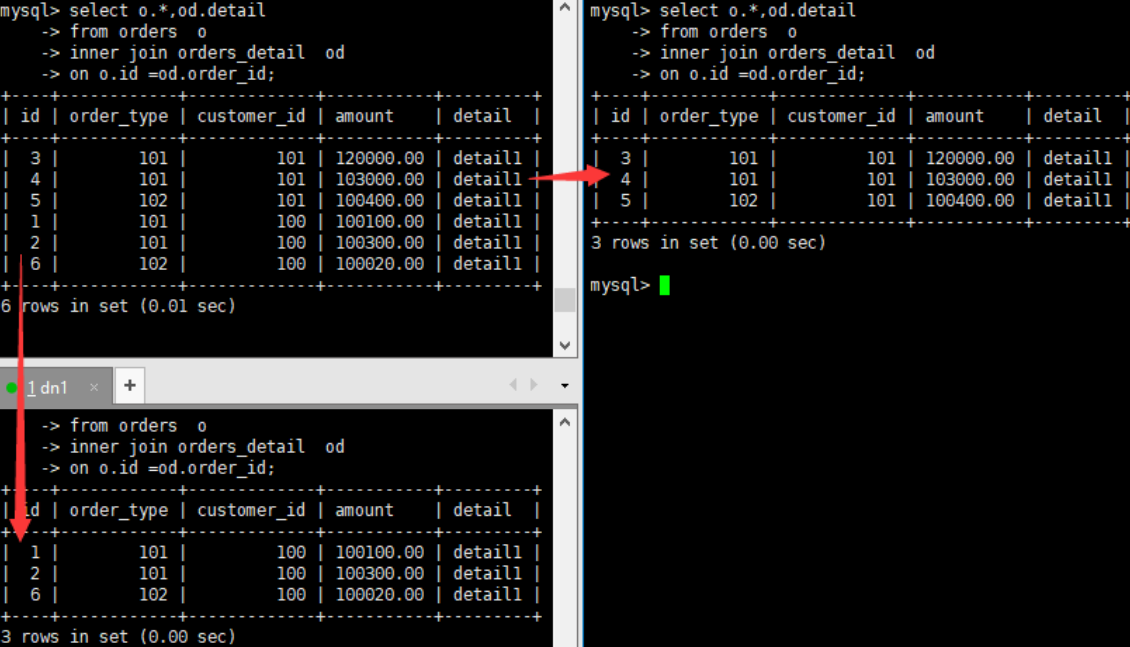 mysql> select o.*,od.detail
    -> from orders  o
    -> inner join orders_detail  od
    -> on o.id =od.order_id;
+----+------------+-------------+-----------+---------+
| id | order_type | customer_id | amount    | detail  |
+----+------------+-------------+-----------+---------+
|  3 |        101 |         101 | 120000.00 | detail1 |
|  4 |        101 |         101 | 103000.00 | detail1 |
|  5 |        102 |         101 | 100400.00 | detail1 |
|  1 |        101 |         100 | 100100.00 | detail1 |
|  2 |        101 |         100 | 100300.00 | detail1 |
|  6 |        102 |         100 | 100020.00 | detail1 |
+----+------------+-------------+-----------+---------+
6 rows in set (0.01 sec)
1 dn1 × +
    -> from orders  o
    -> inner join orders_detail  od
    -> on o.id =od.order_id;
+----+------------+-------------+-----------+---------+
| id | order_type | customer_id | amount    | detail  |
+----+------------+-------------+-----------+---------+
|  1 |        101 |         100 | 100100.00 | detail1 |
|  2 |        101 |         100 | 100300.00 | detail1 |
|  6 |        102 |         100 | 100020.00 | detail1 |
+----+------------+-------------+-----------+---------+
3 rows in set (0.00 sec)
mysql> select o.*,od.detail
    -> from orders  o
    -> inner join orders_detail  od
    -> on o.id =od.order_id;
+----+------------+-------------+-----------+---------+
| id | order_type | customer_id | amount    | detail  |
+----+------------+-------------+-----------+---------+
|  3 |        101 |         101 | 120000.00 | detail1 |
|  4 |        101 |         101 | 103000.00 | detail1 |
|  5 |        102 |         101 | 100400.00 | detail1 |
+----+------------+-------------+-----------+---------+
3 rows in set (0.00 sec)
mysql>